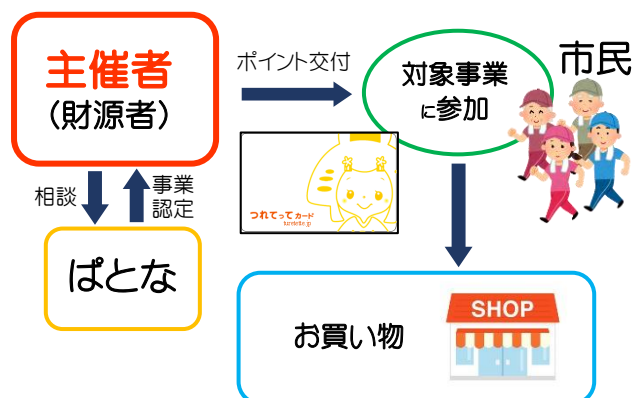 主催者
（財源者）
ポイント交付
対象事業
に参加
市民
相談
事業
認定
つれてってカード
ぱとな
お買い物
SHOP